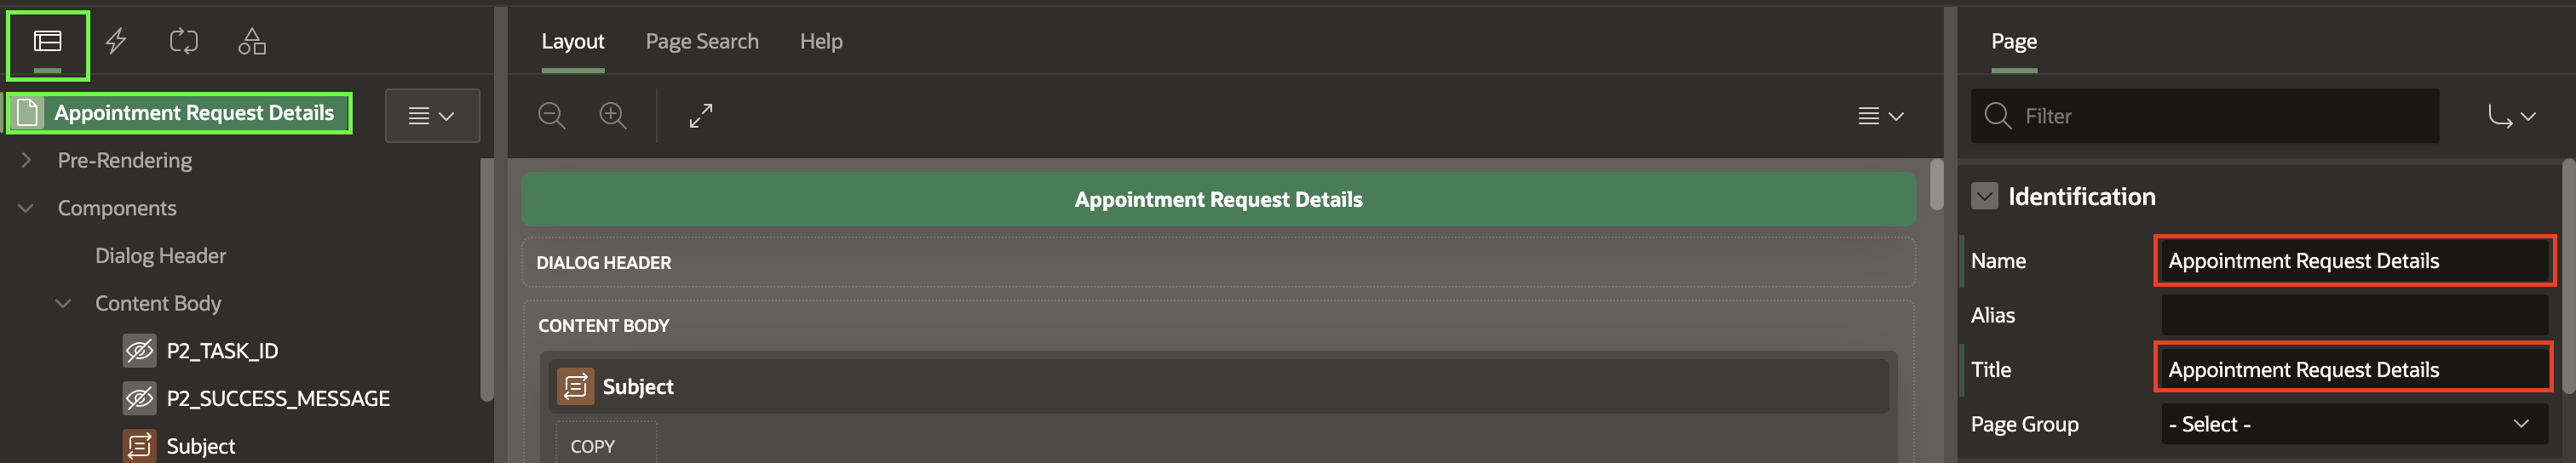 Appointment Request Details
Pre-Rendering
Components
Dialog Header
Content Body
P2_TASK_ID
P2_SUCCESS_MESSAGE
Subject
Layout Page Search Help
Appointment Request Details
DIALOG HEADER
CONTENT BODY
Subject
COPY
Page
Filter
Identification
Name Appointment Request Details
Alias
Title Appointment Request Details
Page Group - Select -